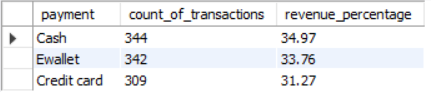 payment count_of_transactions revenue_percentage
Cash 344 34.97
Ewallet 342 33.76
Credit card 309 31.27